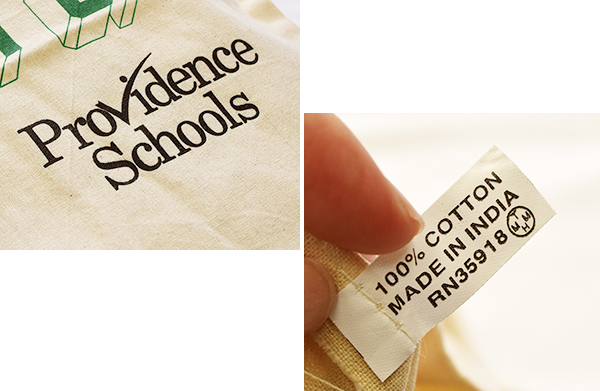 Providence
Schools
100% COTTON
MADE IN INDIA
RN35918